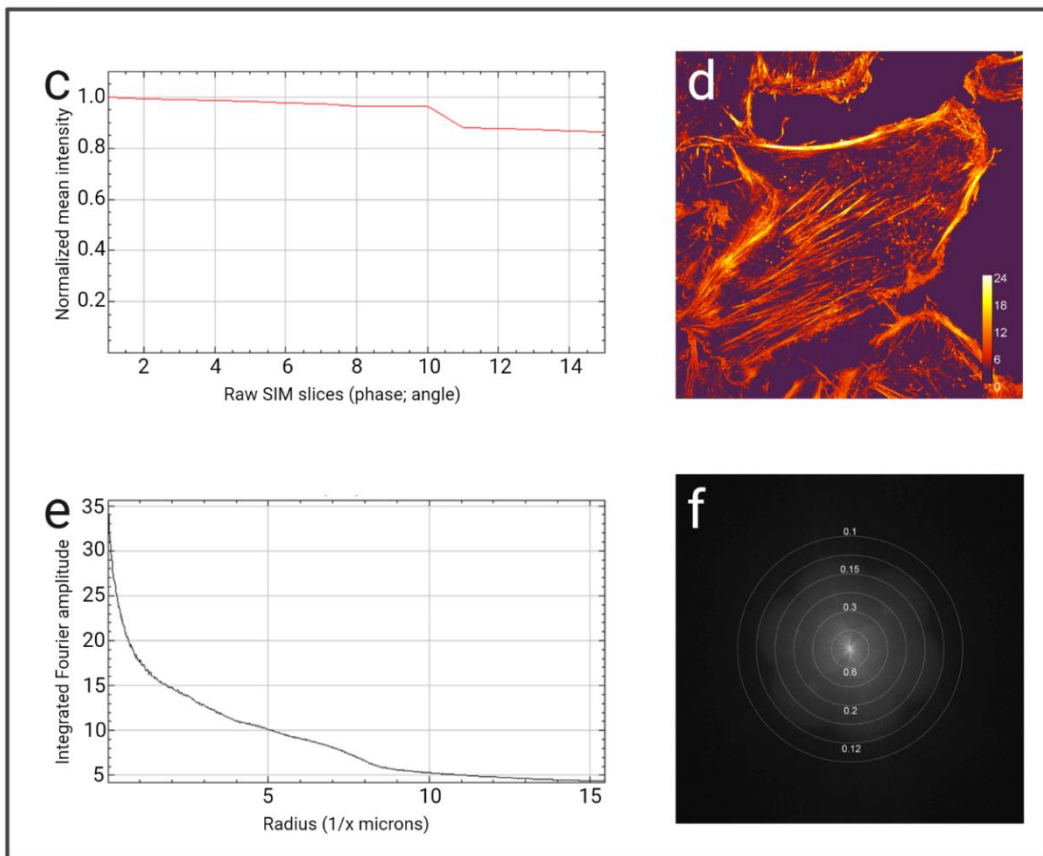 c
Normalized mean intensity
1.0
0.8
0.6
0.4
0.2
2 4 6 8 10 12 14
Raw SIM slices (phase; angle)
d
24
18
12
6
0
e
Integrated Fourier amplitude
35
30
25
20
15
10
5
5 10 15
Radius (1/x microns)
f
0.1
0.15
0.3
0.6
0.2
0.12